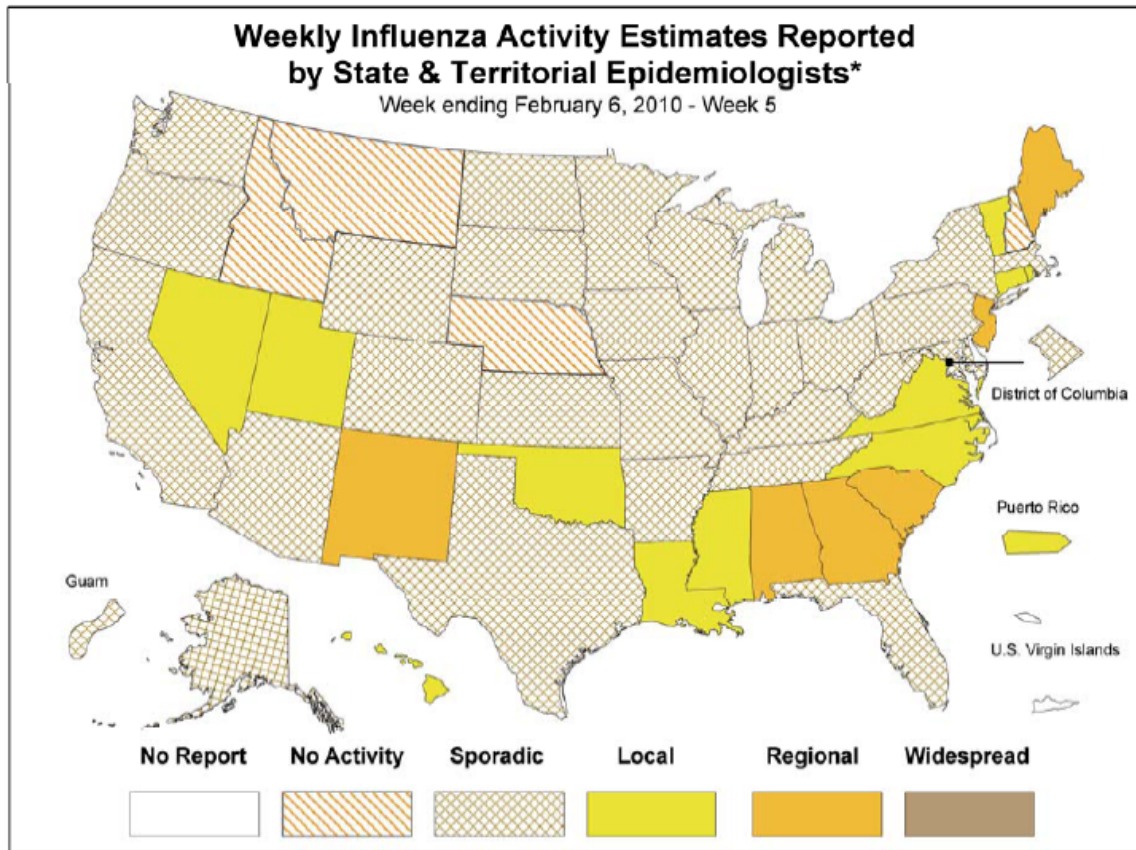 Weekly Influenza Activity Estimates Reported
by State & Territorial Epidemiologists*
Week ending February 6, 2010 - Week 5
District of Columbia
Puerto Rico
Guam
U.S. Virgin Islands
No Report No Activity Sporadic Local Regional Widespread